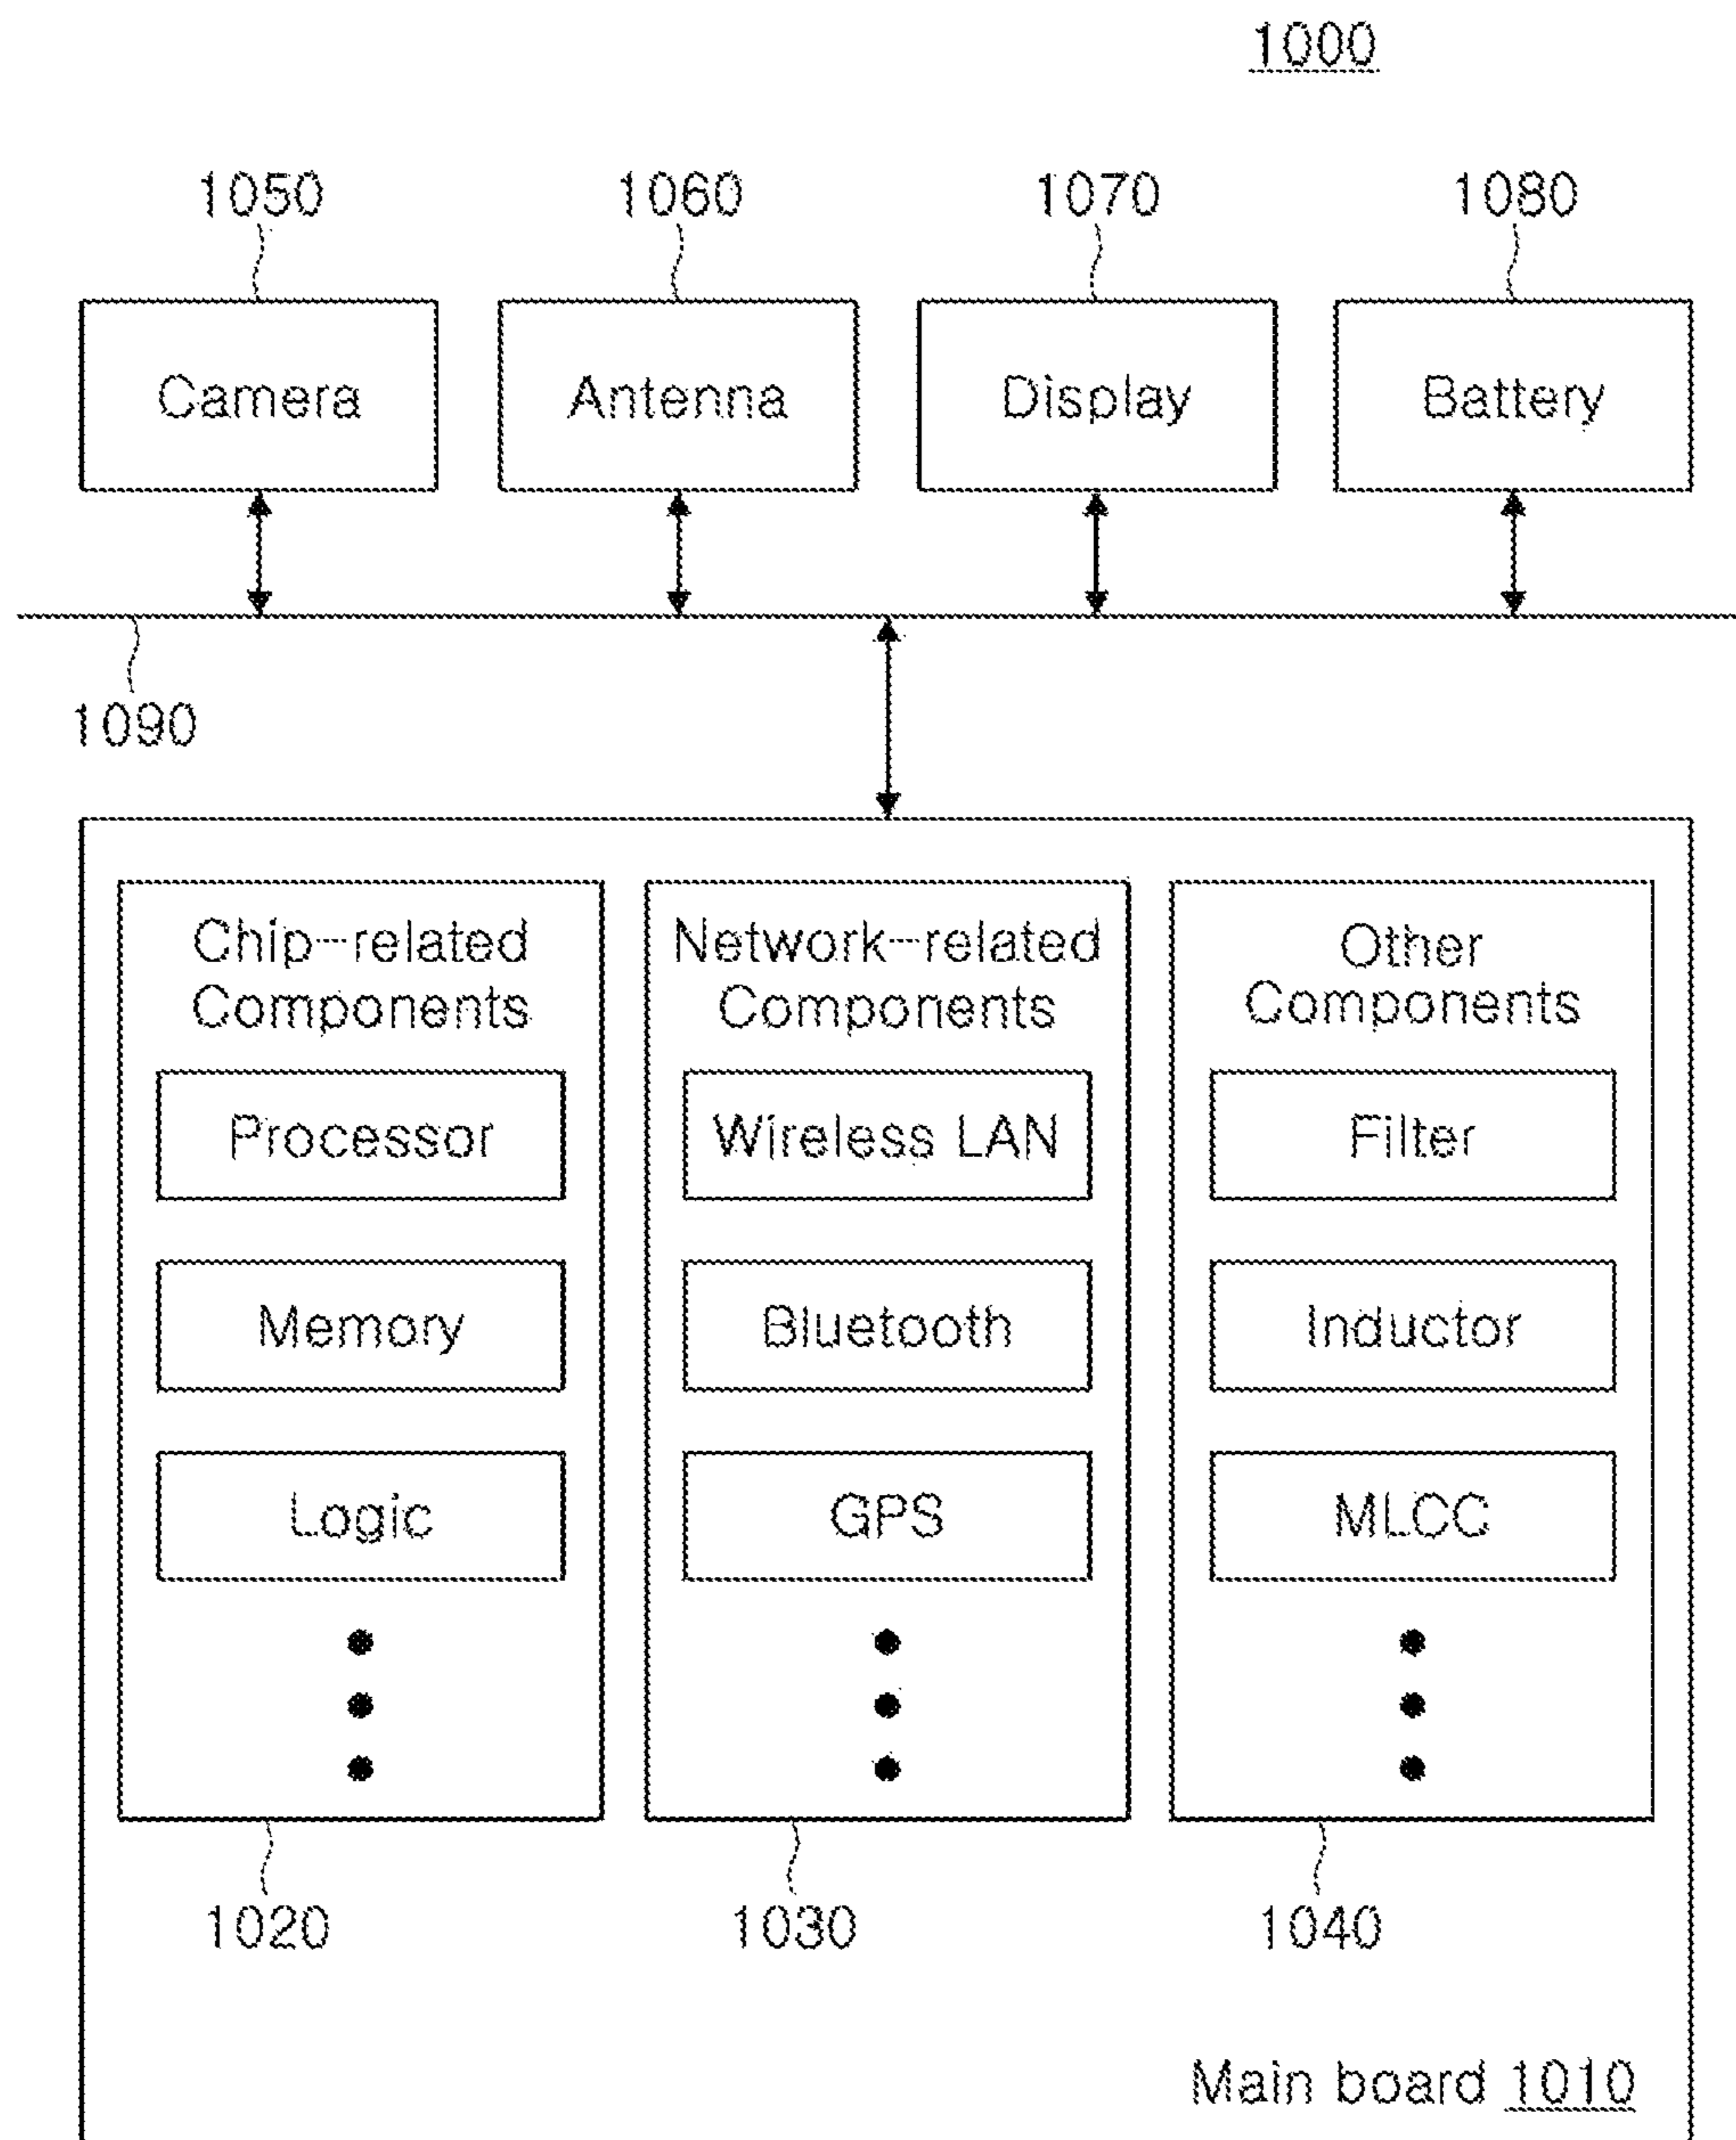 1000
1050 1060 1070 1080
Camera Antenna Display Battery
1090
Chip-related Components
Network-related Components
Other Components
Processor Wireless LAN Filter
Memory Bluetooth Inductor
Logic GPS MLCC
1020 1030 1040
Main board 1010